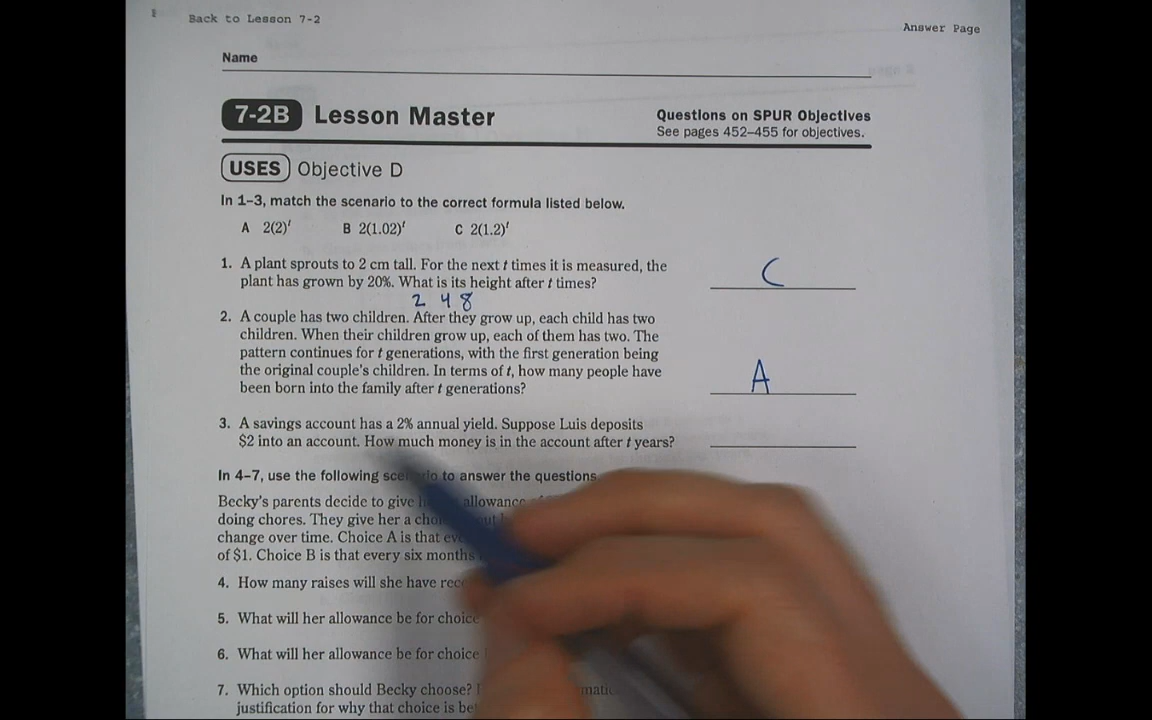 Back to Lesson 7-2
Answer Page
Name
7-2B Lesson Master
Questions on SPUR Objectives
See pages 452–455 for objectives.
USES Objective D
In 1–3, match the scenario to the correct formula listed below.
A 2(2)^t B 2(1.02)^t C 2(1.2)^t
1. A plant sprouts to 2 cm tall. For the next t times it is measured, the
plant has grown by 20%. What is its height after t times?
C
2 4 8
2. A couple has two children. After they grow up, each child has two
children. When their children grow up, each of them has two. The
pattern continues for t generations, with the first generation being
the original couple's children. In terms of t, how many people have
been born into the family after t generations?
A
3. A savings account has a 2% annual yield. Suppose Luis deposits
$2 into an account. How much money is in the account after t years?
In 4–7, use the following scenario to answer the questions.
Becky's parents decide to give allowance
doing chores. They give her a
change over time. Choice A is that
of $1. Choice B is that every six months
4. How many raises will she have
5. What will her allowance be for choice
6. What will her allowance be for choice
7. Which option should Becky choose?
justification for why that choice is